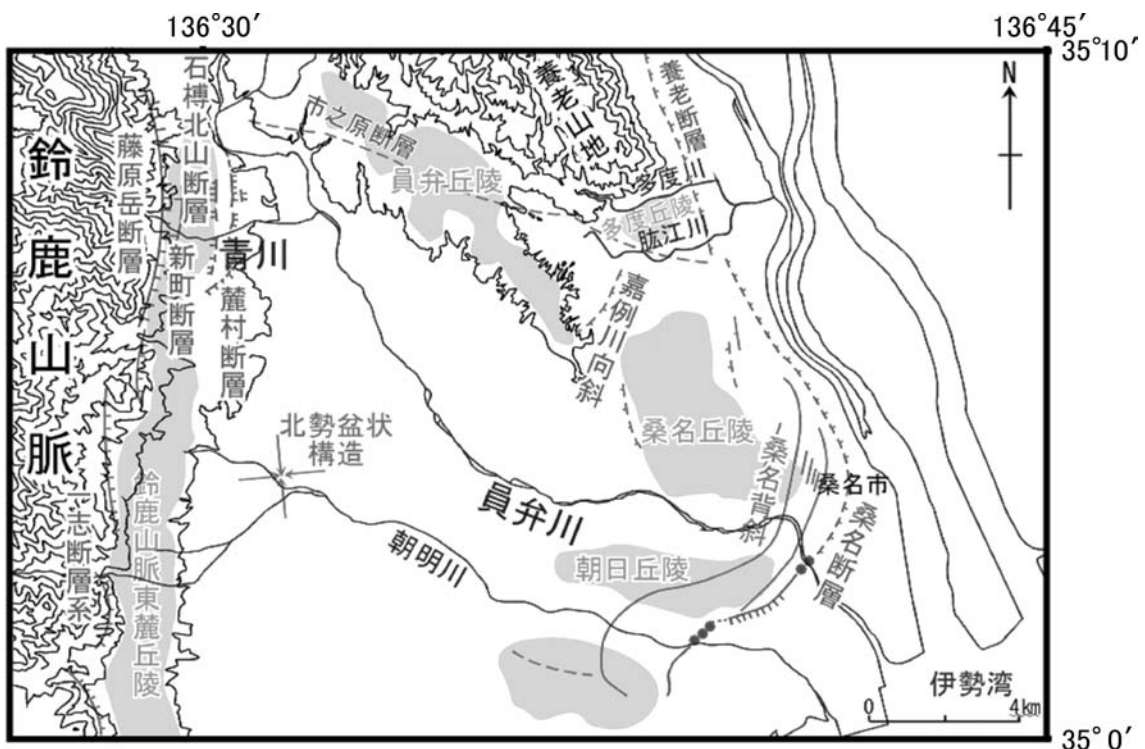 136°30′
136°45′
35°10′
石榑北山断層
市之原断層
養老山地
養老断層
N
鈴鹿山脈
藤原岳断層
員弁丘陵
多度川
多度丘陵
肱江川
青川
新町断層
麓村断層
嘉例川向斜
北勢盆状
構造
桑名丘陵
桑名背斜
桑名市
桑名断層
員弁川
朝明川
朝日丘陵
一志断層系
鈴鹿山脈東麓丘陵
伊勢湾
0
4km
35°0′